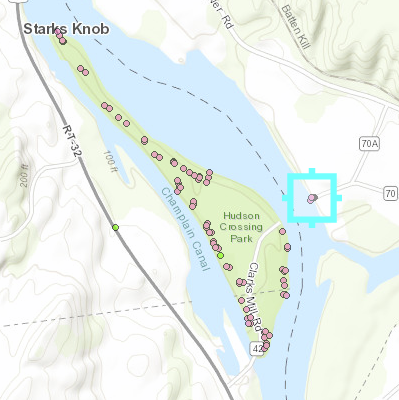 Starks Knob
Rd
Batten Kill
RT-32
100 ft
200 ft
70A
70
Champlain Canal
Hudson
Crossing
Park
Clarks Mill Rd
42